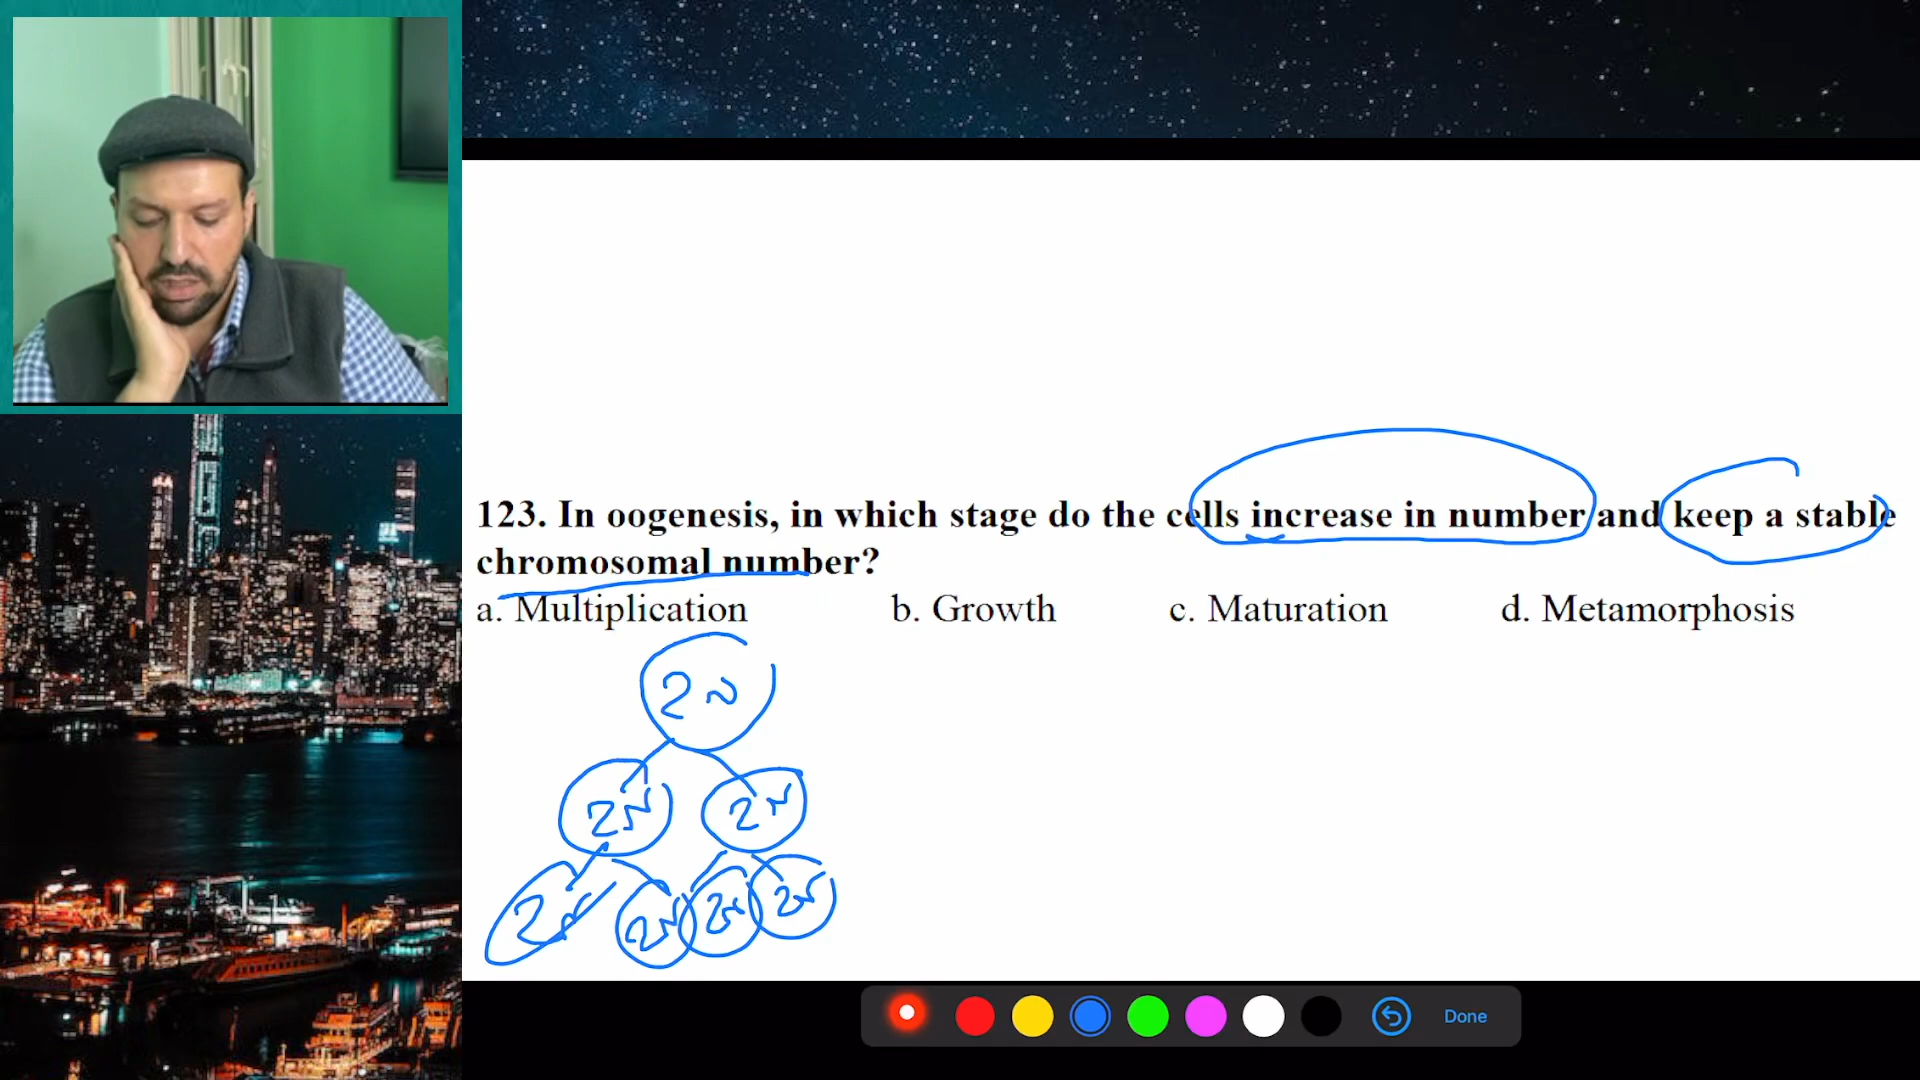 123. In oogenesis, in which stage do the cells increase in number and keep a stable
chromosomal number?
a. Multiplication b. Growth c. Maturation d. Metamorphosis
2N
2N 2N
2N 2N 2N 2N
Done